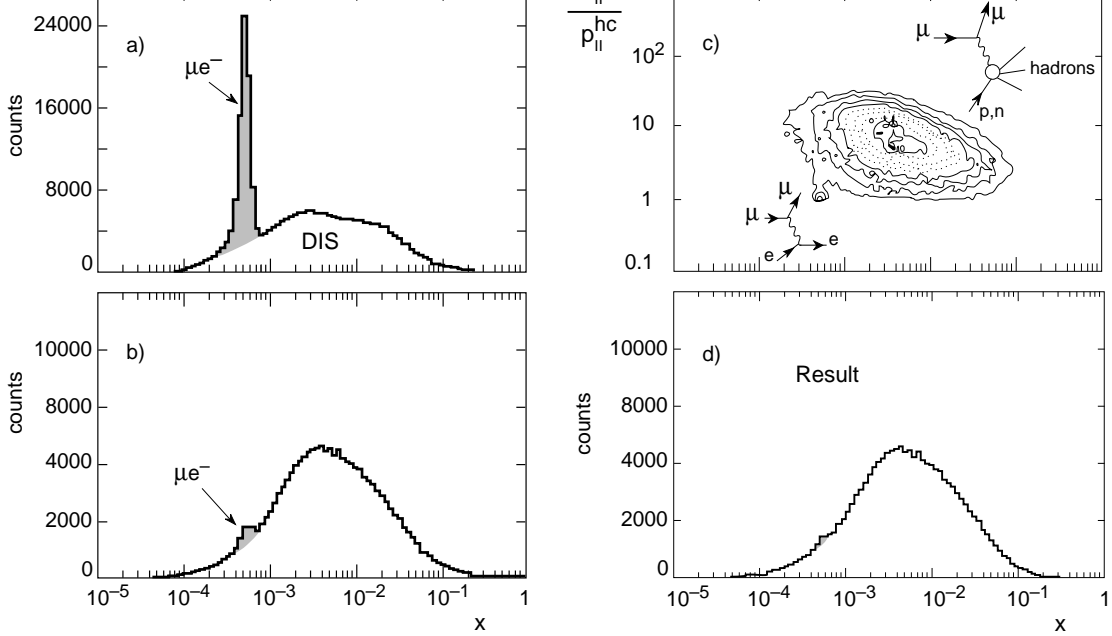 24000
16000
8000
0
counts
a)
μe⁻
DIS
10000
8000
6000
4000
2000
0
counts
b)
μe⁻
10⁻⁵ 10⁻⁴ 10⁻³ 10⁻² 10⁻¹ 1
x
p_II^hc
10²
10
1
0.1
c)
μ μ
hadrons
p,n
μ μ
e e
10000
8000
6000
4000
2000
0
counts
d)
Result
10⁻⁵ 10⁻⁴ 10⁻³ 10⁻² 10⁻¹ 1
x